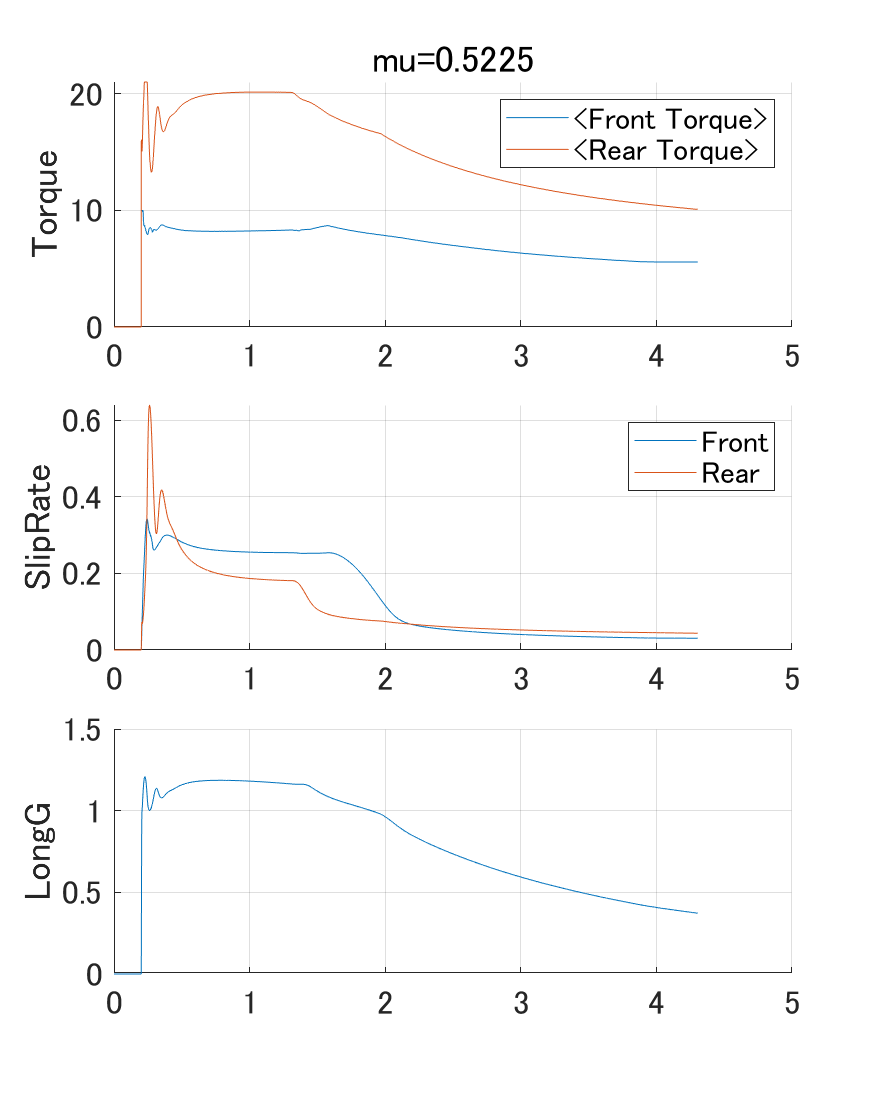 mu=0.5225
Torque
20
10
0
<Front Torque>
<Rear Torque>
0 1 2 3 4 5
SlipRate
0.6
0.4
0.2
0
Front
Rear
0 1 2 3 4 5
LongG
1.5
1
0.5
0
0 1 2 3 4 5